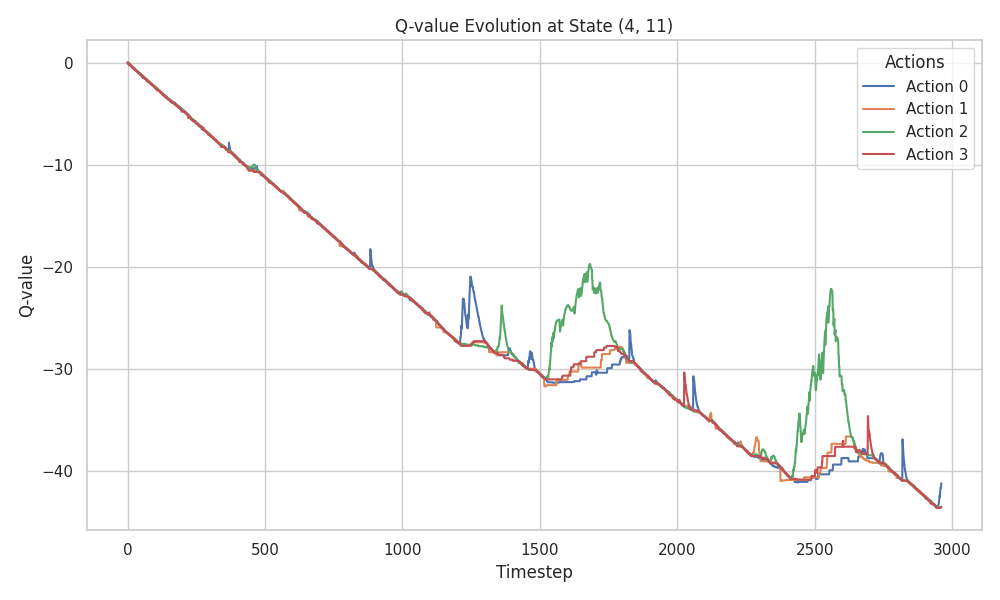 Q-value Evolution at State (4, 11)
Actions
Action 0
Action 1
Action 2
Action 3
Q-value
0
−10
−20
−30
−40
0 500 1000 1500 2000 2500 3000
Timestep